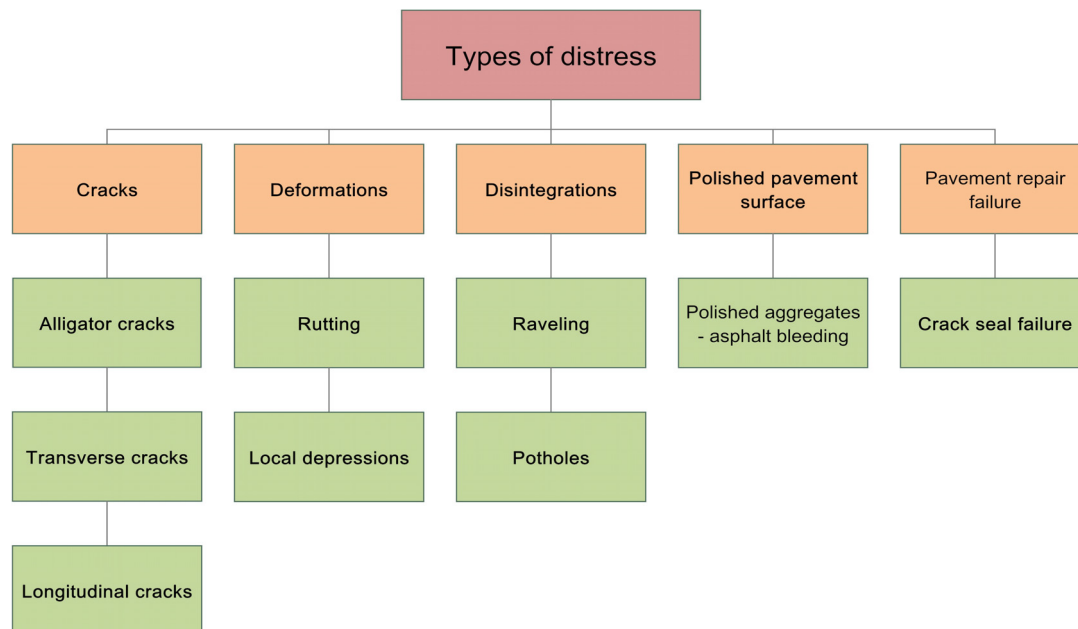 Types of distress
Cracks
Deformations
Disintegrations
Polished pavement
surface
Pavement repair
failure
Alligator cracks
Rutting
Raveling
Polished aggregates
- asphalt bleeding
Crack seal failure
Transverse cracks
Local depressions
Potholes
Longitudinal cracks